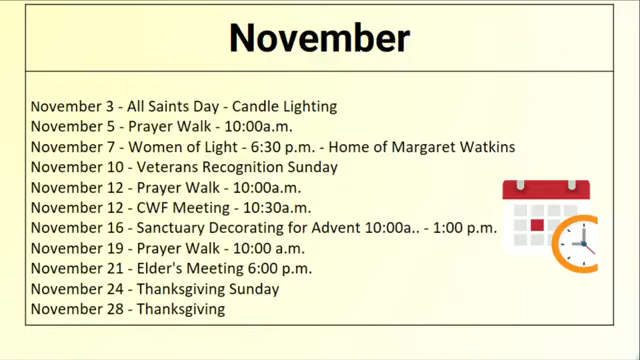 November
November 3 - All Saints Day - Candle Lighting
November 5 - Prayer Walk - 10:00a.m.
November 7 - Women of Light - 6:30 p.m. - Home of Margaret Watkins
November 10 - Veterans Recognition Sunday
November 12 - Prayer Walk - 10:00a.m.
November 12 - CWF Meeting - 10:30a.m.
November 16 - Sanctuary Decorating for Advent 10:00a.. - 1:00 p.m.
November 19 - Prayer Walk - 10:00 a.m.
November 21 - Elder's Meeting 6:00 p.m.
November 24 - Thanksgiving Sunday
November 28 - Thanksgiving